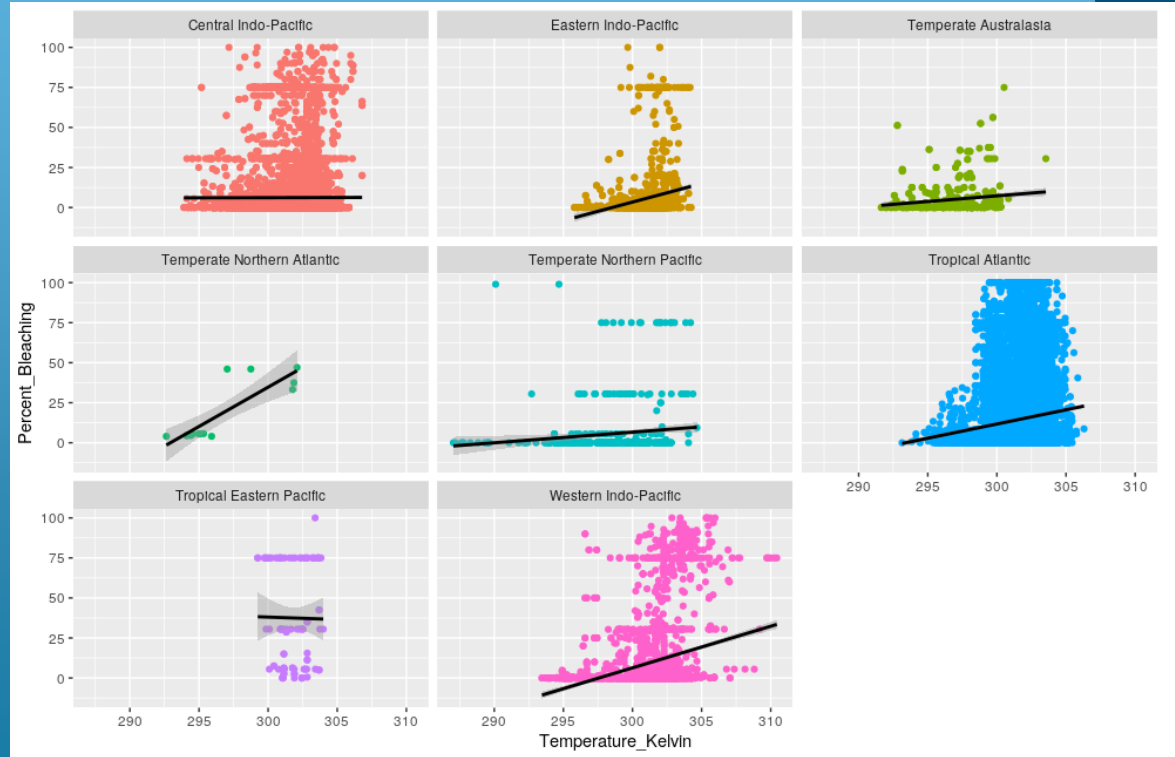 Central Indo-Pacific
Eastern Indo-Pacific
Temperate Australasia
100
75
50
25
0
Temperate Northern Atlantic
Temperate Northern Pacific
Tropical Atlantic
100
75
50
25
0
Percent_Bleaching
290 295 300 305 310
Tropical Eastern Pacific
Western Indo-Pacific
100
75
50
25
0
290 295 300 305 310
290 295 300 305 310
Temperature_Kelvin